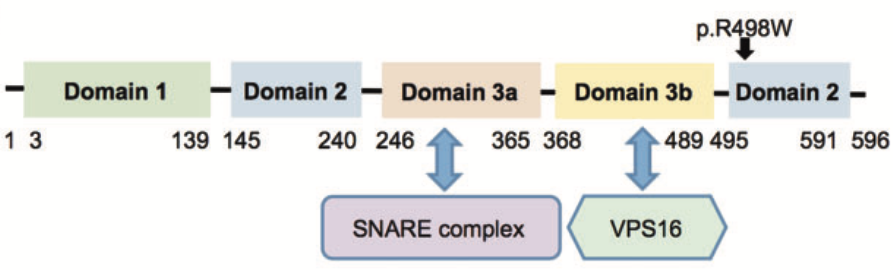 p.R498W
Domain 1 Domain 2 Domain 3a Domain 3b Domain 2
1 3 139 145 240 246 365 368 489 495 591 596
SNARE complex VPS16